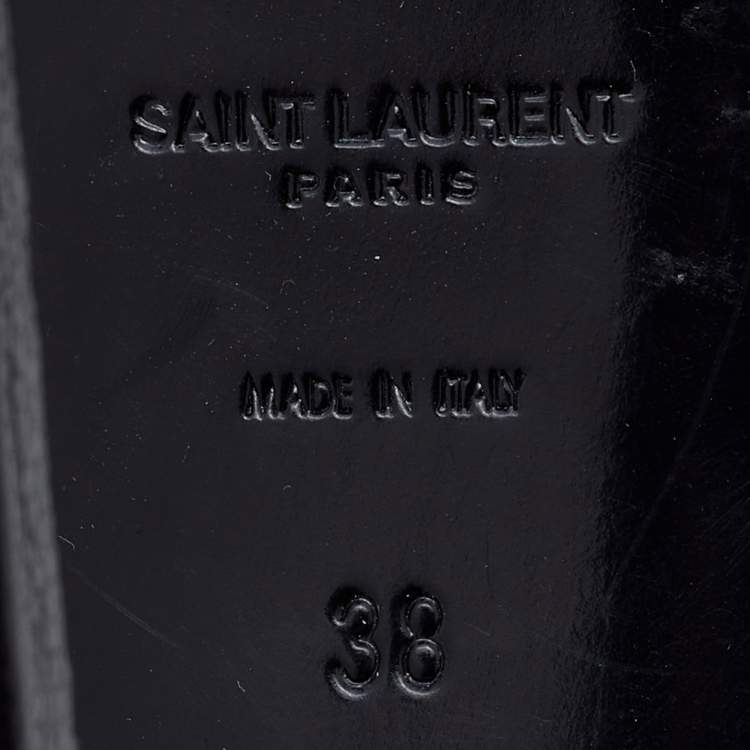 SAINT LAURENT
PARIS
MADE IN ITALY
38